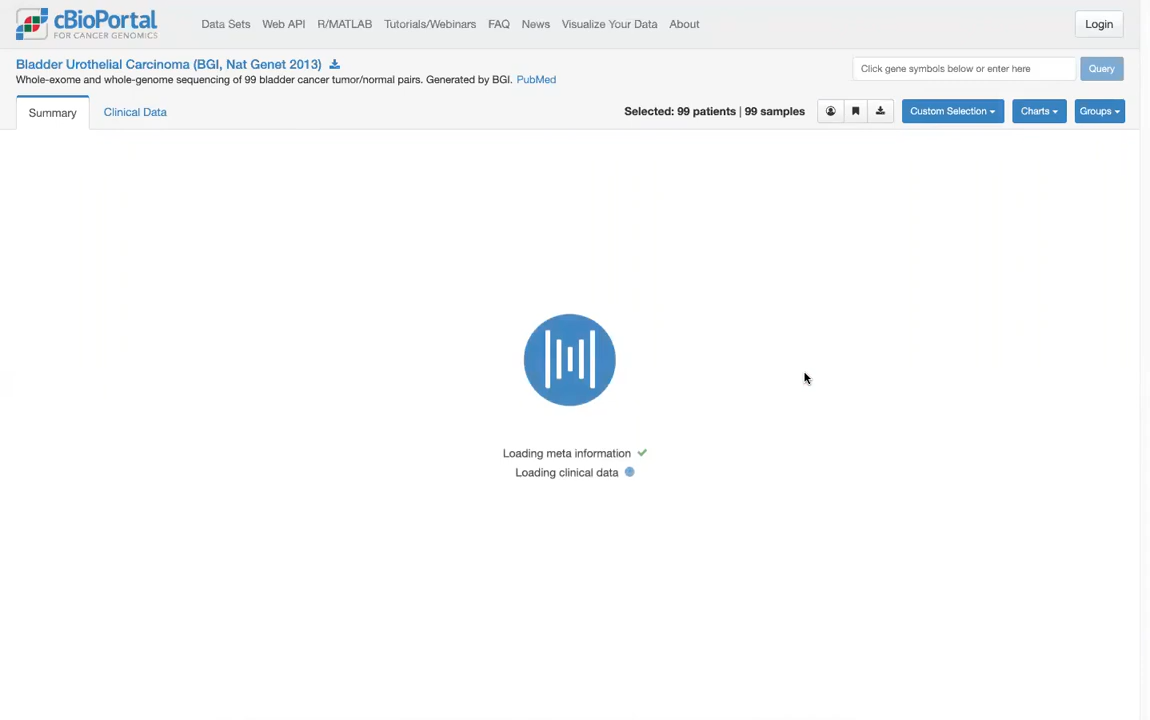 cBioPortal
FOR CANCER GENOMICS
Data Sets Web API R/MATLAB Tutorials/Webinars FAQ News Visualize Your Data About
Login
Bladder Urothelial Carcinoma (BGI, Nat Genet 2013)
Whole-exome and whole-genome sequencing of 99 bladder cancer tumor/normal pairs. Generated by BGI. PubMed
Click gene symbols below or enter here
Query
Summary Clinical Data
Selected: 99 patients | 99 samples
Custom Selection
Charts
Groups
Loading meta information
Loading clinical data